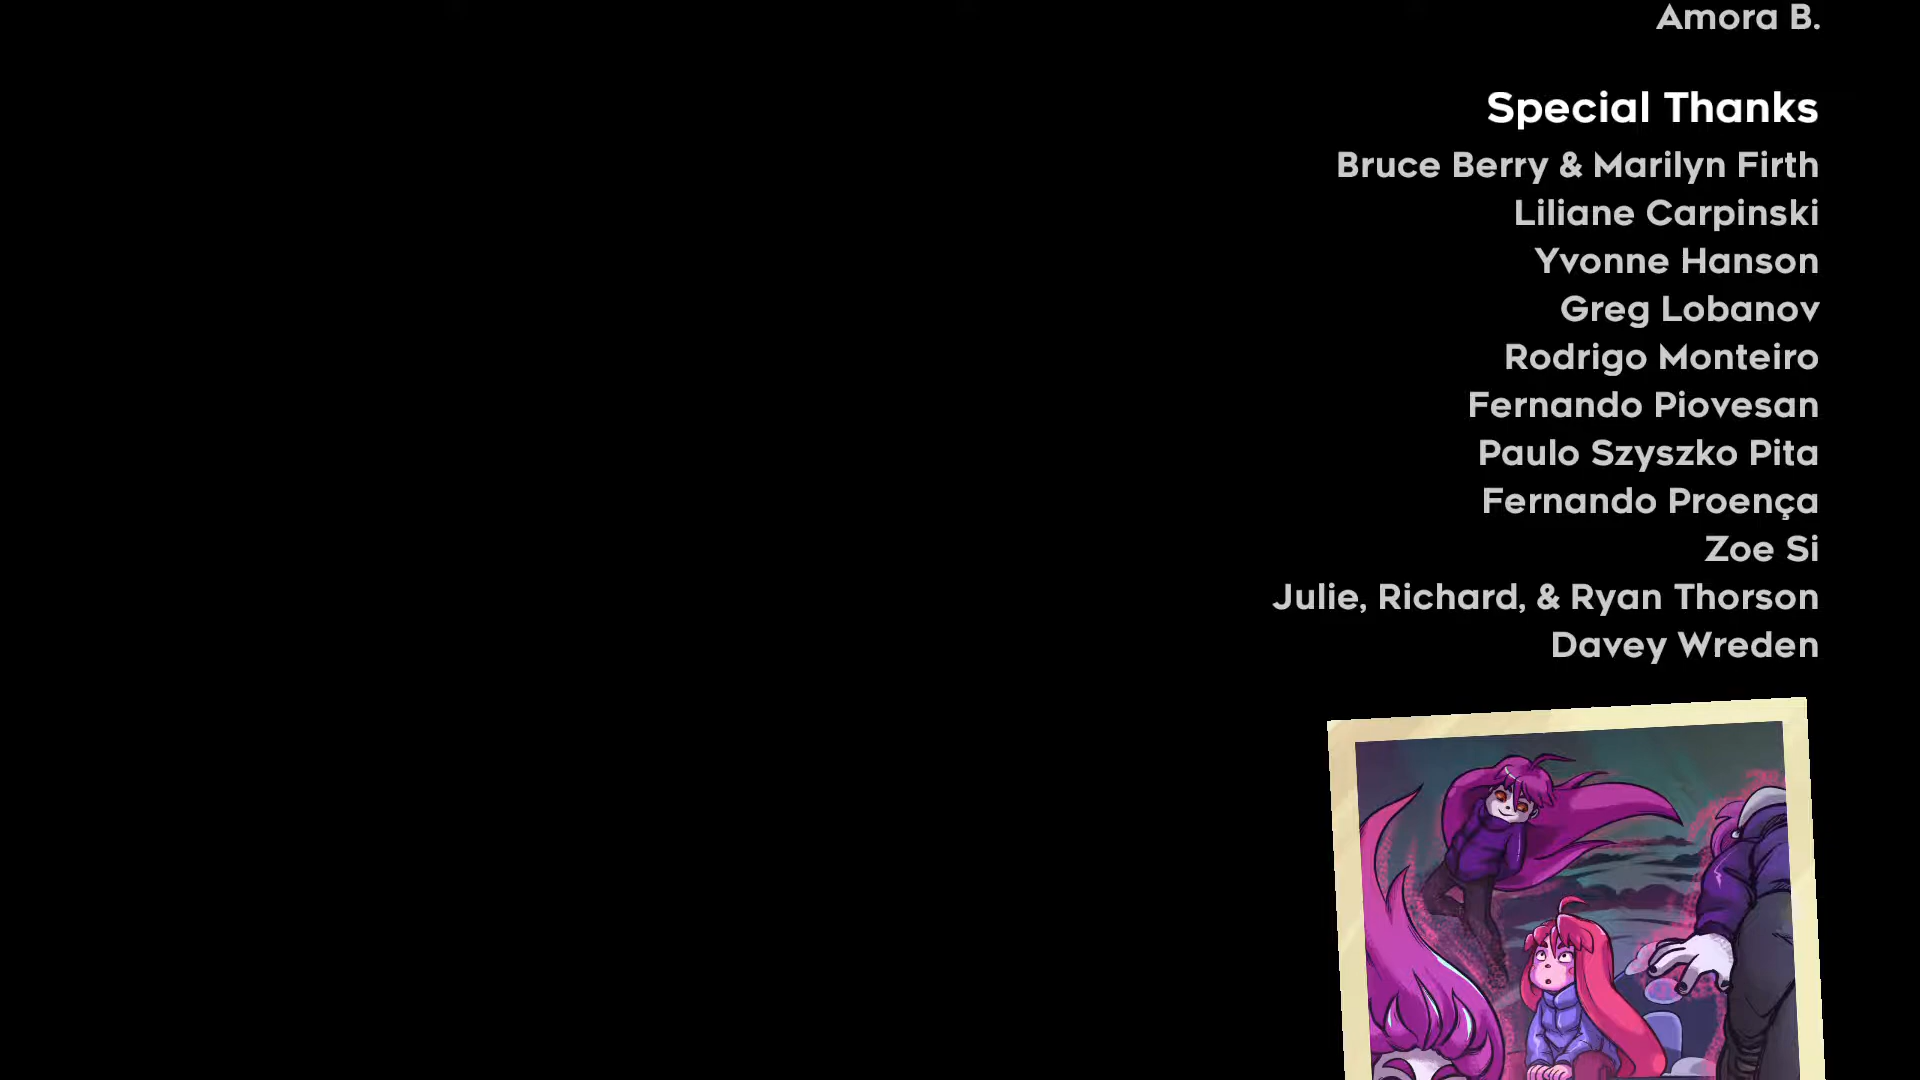 Amora B.
Special Thanks
Bruce Berry & Marilyn Firth
Liliane Carpinski
Yvonne Hanson
Greg Lobanov
Rodrigo Monteiro
Fernando Piovesan
Paulo Szyszko Pita
Fernando Proença
Zoe Si
Julie, Richard, & Ryan Thorson
Davey Wreden